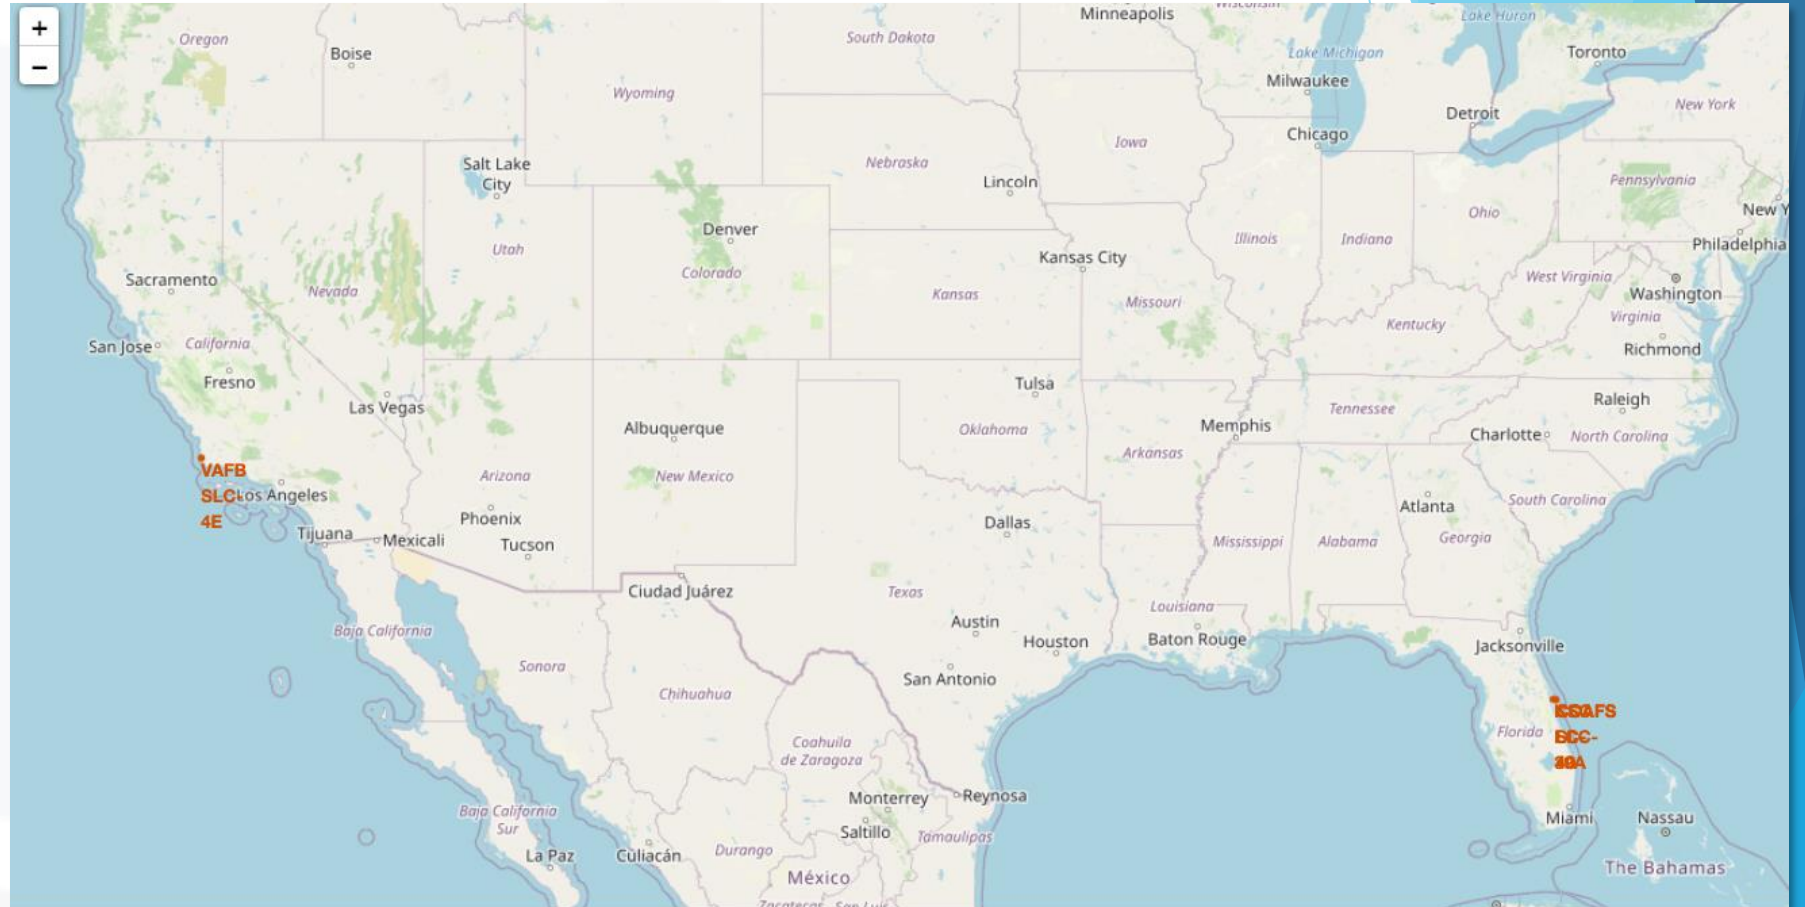 +
−
Minneapolis
Wisconsin
Lake Huron
Oregon
South Dakota
Boise
Lake Michigan
Toronto
Milwaukee
Wyoming
New York
Detroit
Chicago
Iowa
Salt Lake
City
Nebraska
Lincoln
Pennsylvania
Ohio
New Y
Denver
Utah
Illinois
Indiana
Philadelphia
Kansas City
Colorado
Sacramento
Nevada
Kansas
Missouri
West Virginia
Washington
Virginia
Kentucky
San Jose
California
Richmond
Fresno
Tulsa
Las Vegas
Raleigh
Tennessee
Albuquerque
Oklahoma
Memphis
Charlotte
North Carolina
Arkansas
VAFB
SLC-
4E
Los Angeles
Arizona
New Mexico
South Carolina
Atlanta
Phoenix
Dallas
Tijuana
Mexicali
Tucson
Mississippi
Alabama
Georgia
Ciudad Juárez
Texas
Louisiana
Austin
Baja California
Houston
Baton Rouge
Jacksonville
Sonora
San Antonio
Chihuahua
Florida
Coahuila
de Zaragoza
Monterrey
Reynosa
Baja California
Sur
Saltillo
Tamaulipas
Miami
Nassau
La Paz
Culiacán
Durango
México
The Bahamas
Zacatecas
San Luis